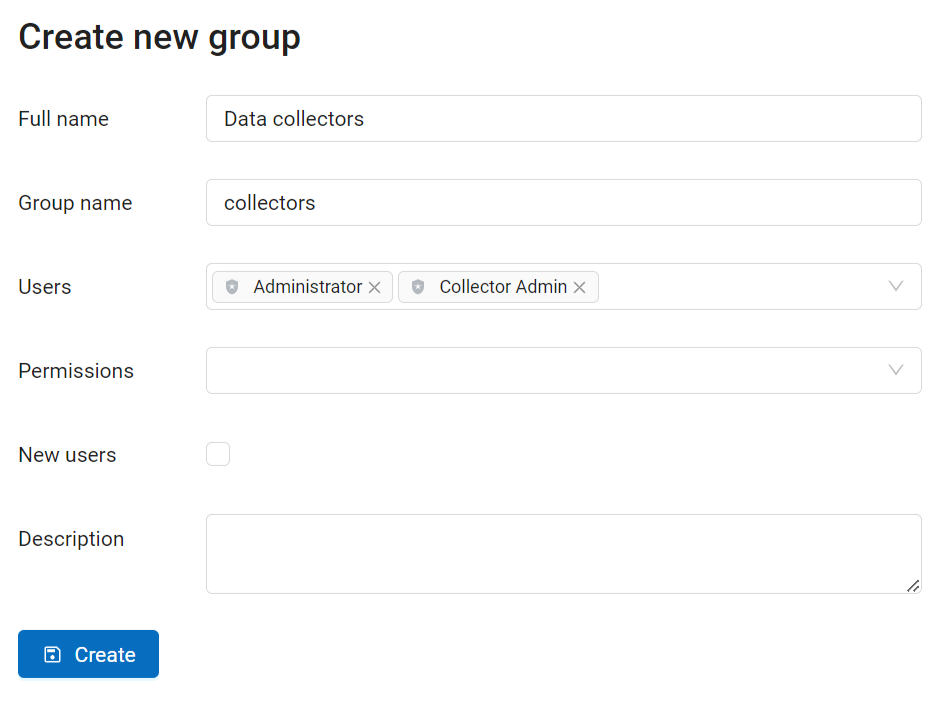 Create new group
Full name
Data collectors
Group name
collectors
Users
Administrator
Collector Admin
Permissions
New users
Description
Create